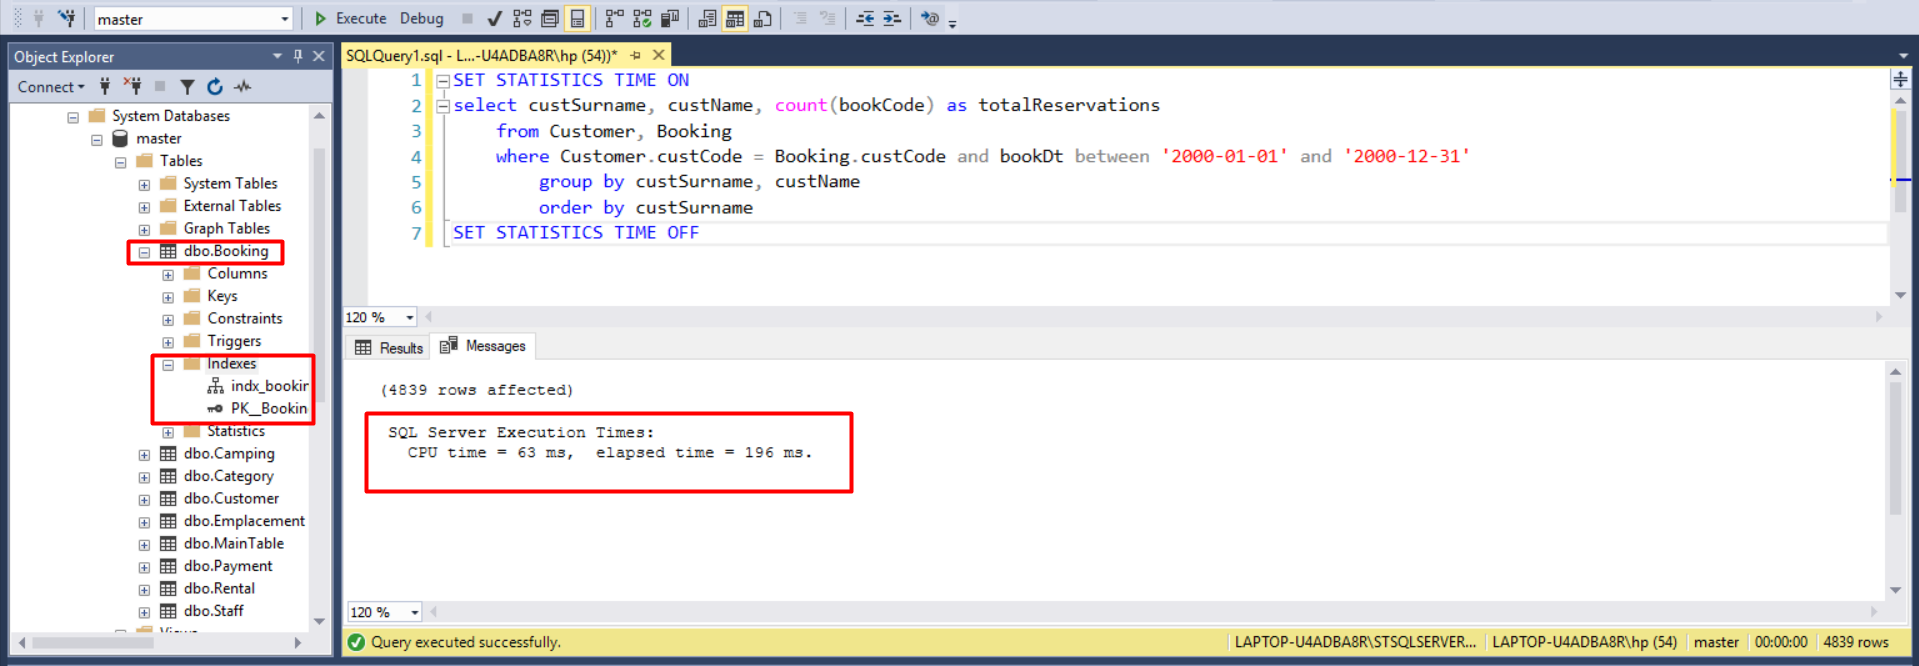 master
Execute Debug
Object Explorer
Connect
System Databases
master
Tables
System Tables
External Tables
Graph Tables
dbo.Booking
Columns
Keys
Constraints
Triggers
Indexes
indx_bookin
PK__Bookin
Statistics
dbo.Camping
dbo.Category
dbo.Customer
dbo.Emplacement
dbo.MainTable
dbo.Payment
dbo.Rental
dbo.Staff
Views
SQLQuery1.sql - L...-U4ADBA8R\hp (54))*
1 SET STATISTICS TIME ON
2 select custSurname, custName, count(bookCode) as totalReservations
3 from Customer, Booking
4 where Customer.custCode = Booking.custCode and bookDt between '2000-01-01' and '2000-12-31'
5 group by custSurname, custName
6 order by custSurname
7 SET STATISTICS TIME OFF
120 %
Results Messages
(4839 rows affected)
SQL Server Execution Times:
CPU time = 63 ms, elapsed time = 196 ms.
120 %
Query executed successfully. LAPTOP-U4ADBA8R\STSQLSERVER... LAPTOP-U4ADBA8R\hp (54) master 00:00:00 4839 rows